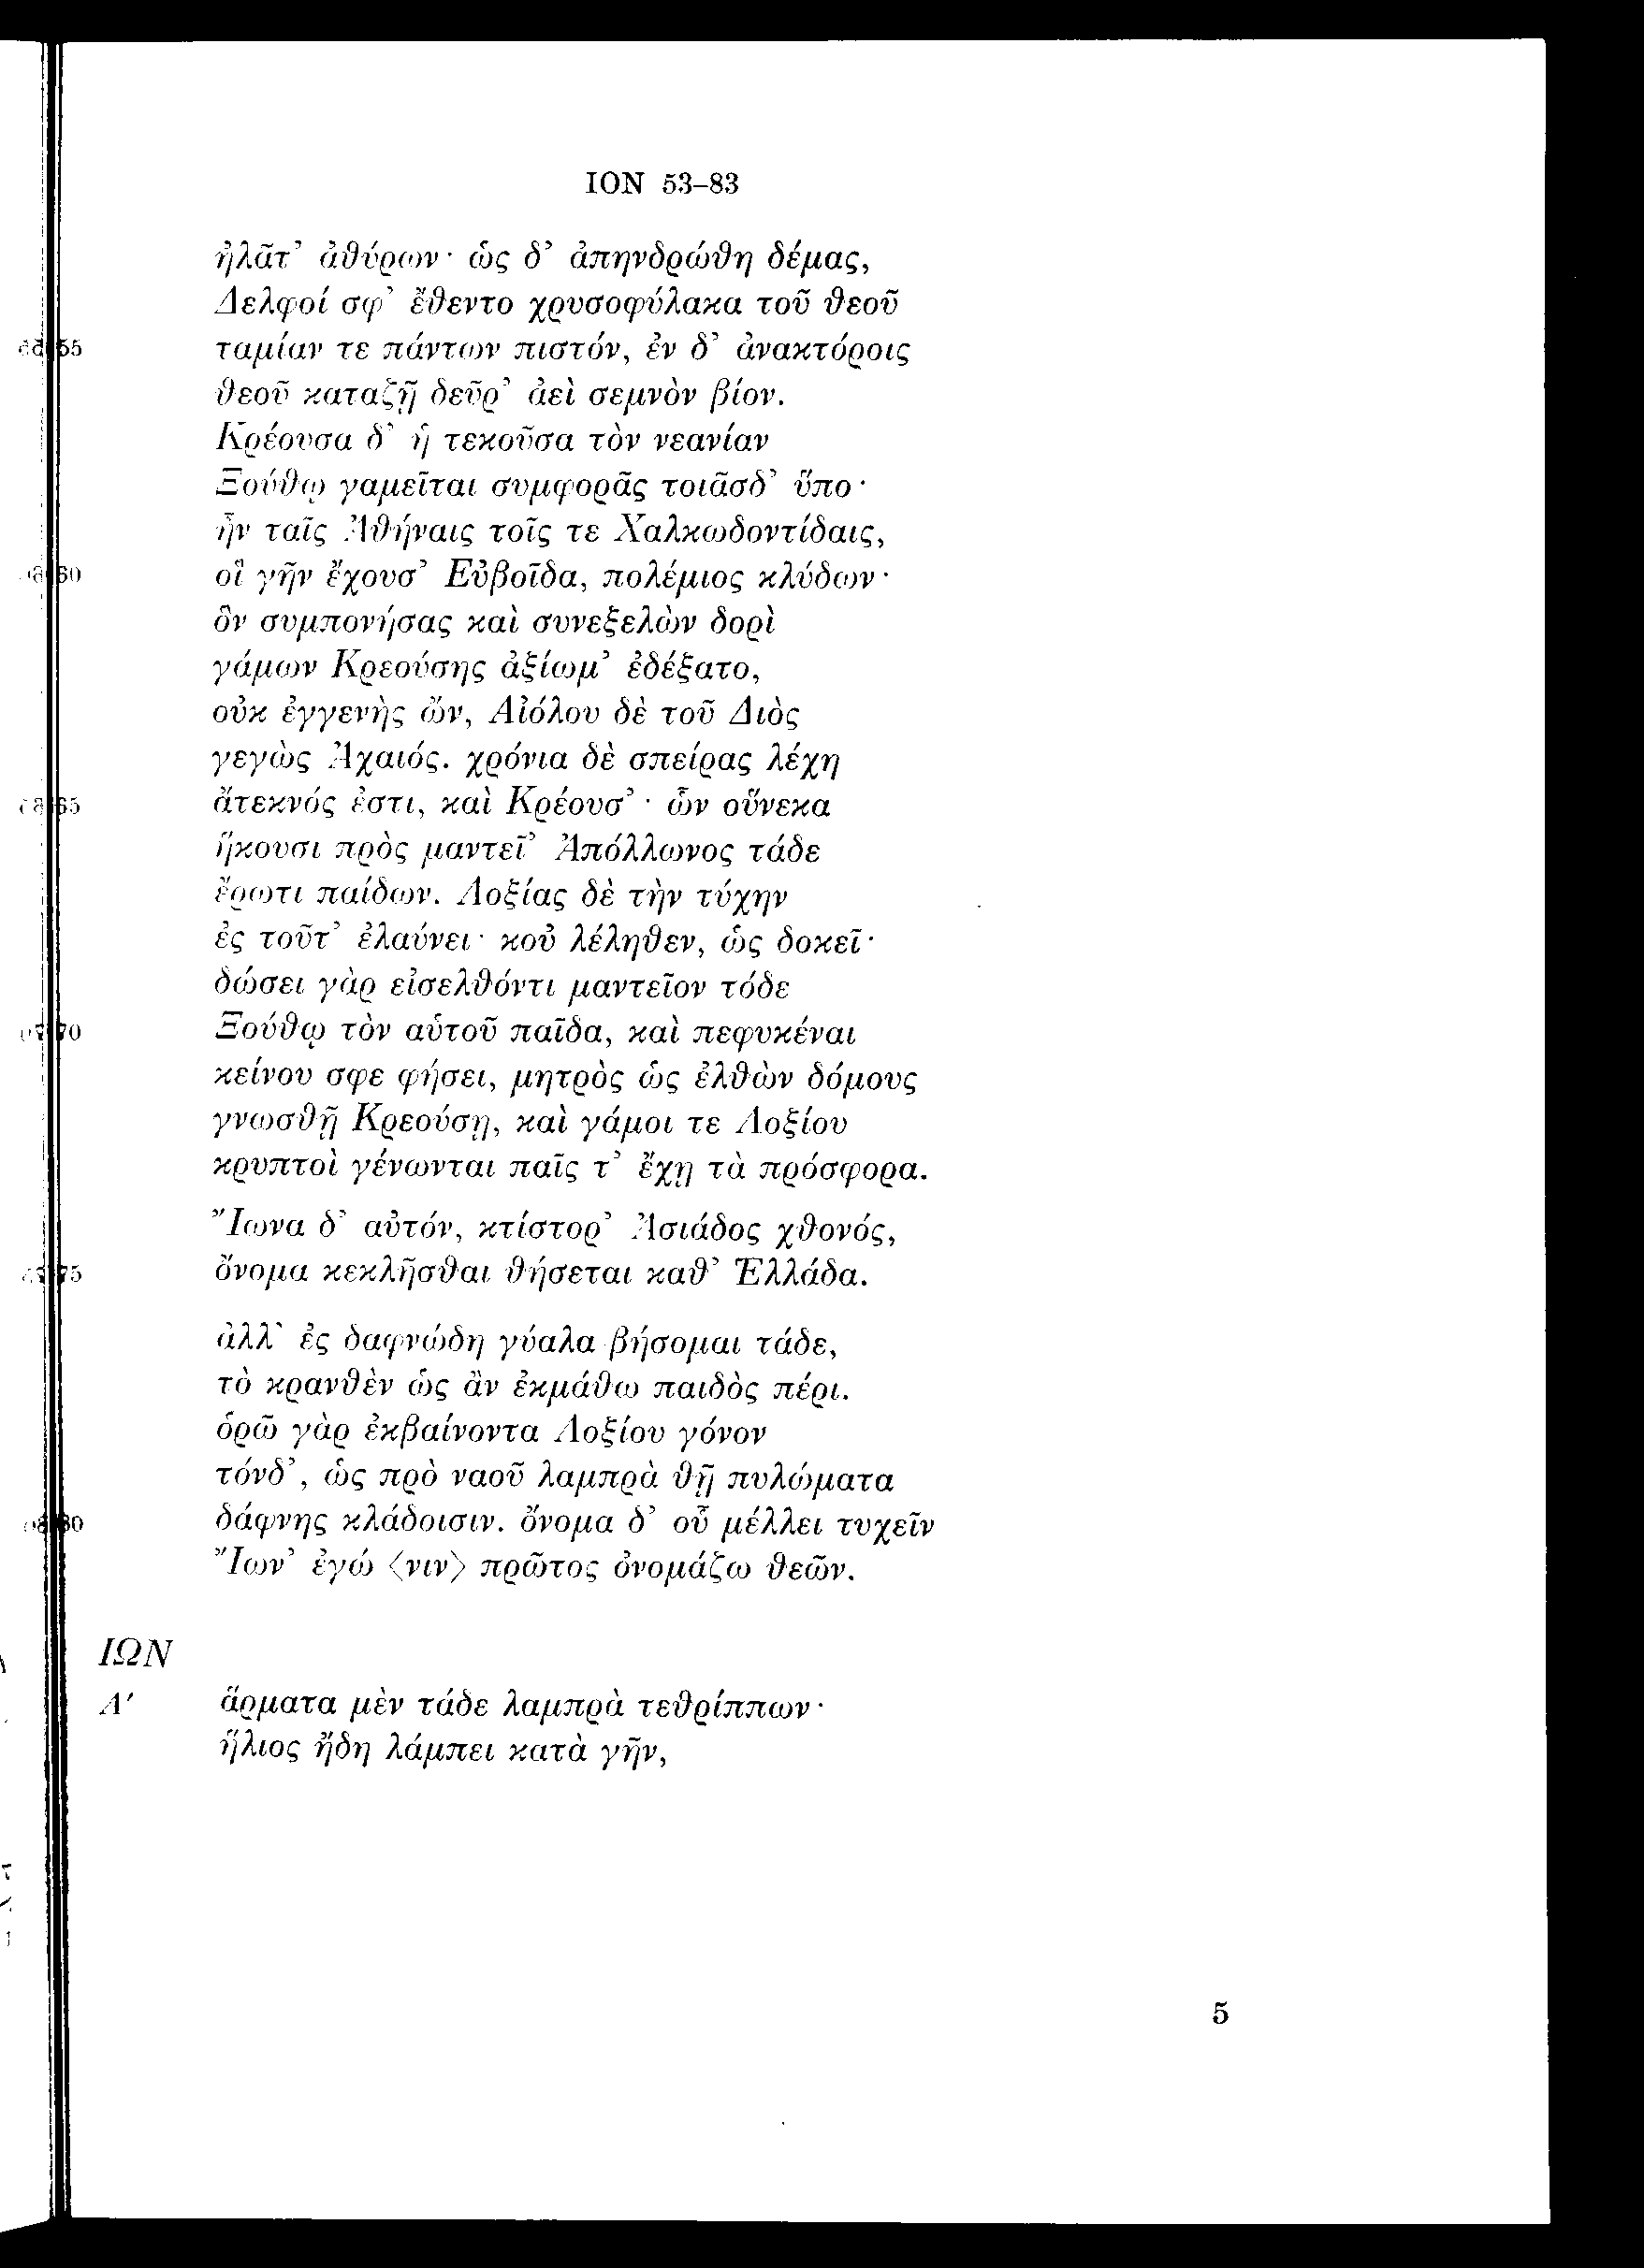 ION 53–83
ἠλᾶτ’ ἀθύρων· ὡς δ’ ἀπηνδρώθη δέμας,
Δελφοί σφ’ ἔθεντο χρυσοφύλακα τοῦ θεοῦ
55 ταμίαν τε πάντων πιστόν, ἐν δ’ ἀνακτόροις
θεοῦ καταζῇ δεῦρ’ ἀεὶ σεμνὸν βίον.
Κρέουσα δ’ ἡ τεκοῦσα τὸν νεανίαν
Ξούθῳ γαμεῖται συμφορᾶς τοιᾶσδ’ ὕπο·
ἦν ταῖς Ἀθήναις τοῖς τε Χαλκωδοντίδαις,
60 οἳ γῆν ἔχουσ’ Εὐβοῖδα, πολέμιος κλύδων·
ὃν συμπονήσας καὶ συνεξελὼν δορὶ
γάμων Κρεούσης ἀξίωμ’ ἐδέξατο,
οὐκ ἐγγενὴς ὤν, Αἰόλου δὲ τοῦ Διὸς
γεγὼς Ἀχαιός. χρόνια δὲ σπείρας λέχη
65 ἄτεκνός ἐστι, καὶ Κρέουσ’· ὧν οὕνεκα
ἥκουσι πρὸς μαντεῖ’ Ἀπόλλωνος τάδε
ἔρωτι παίδων. Λοξίας δὲ τὴν τύχην
ἐς τοῦτ’ ἐλαύνει· κοὐ λέληθεν, ὡς δοκεῖ·
δώσει γὰρ εἰσελθόντι μαντεῖον τόδε
70 Ξούθῳ τὸν αὑτοῦ παῖδα, καὶ πεφυκέναι
κείνου σφε φήσει, μητρὸς ὡς ἐλθὼν δόμους
γνωσθῇ Κρεούσῃ, καὶ γάμοι τε Λοξίου
κρυπτοὶ γένωνται παῖς τ’ ἔχῃ τὰ πρόσφορα.
Ἴωνα δ’ αὐτόν, κτίστορ’ Ἀσιάδος χθονός,
75 ὄνομα κεκλῆσθαι θήσεται καθ’ Ἑλλάδα.
ἀλλ’ ἐς δαφνώδη γύαλα βήσομαι τάδε,
τὸ κρανθὲν ὡς ἂν ἐκμάθω παιδὸς πέρι.
ὁρῶ γὰρ ἐκβαίνοντα Λοξίου γόνον
τόνδ’, ὡς πρὸ ναοῦ λαμπρὰ θῇ πυλώματα
80 δάφνης κλάδοισιν. ὄνομα δ’ οὗ μέλλει τυχεῖν
Ἴων’ ἐγώ ⟨νιν⟩ πρῶτος ὀνομάζω θεῶν.
ΙΩΝ
Α′ ἅρματα μὲν τάδε λαμπρὰ τεθρίππων·
ἥλιος ἤδη λάμπει κατὰ γῆν,
5